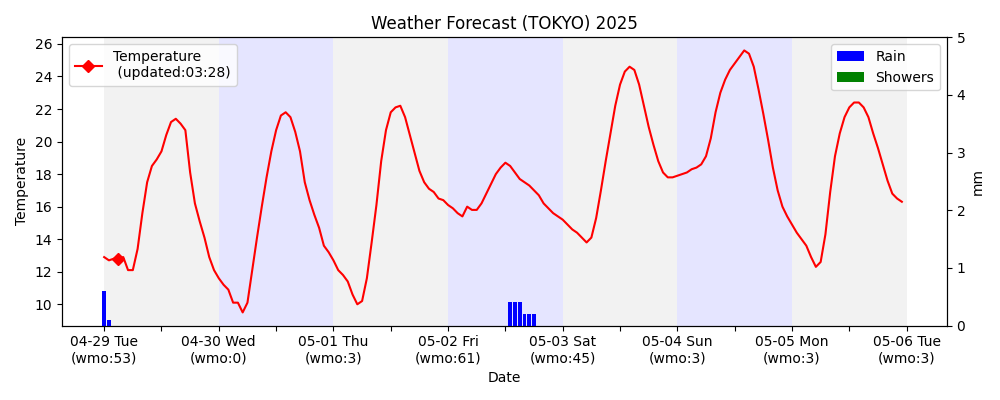 Weather Forecast (TOKYO) 2025
Temperature
(updated:03:28)
Rain
Showers
26
24
22
20
18
16
14
12
10
Temperature
5
4
3
2
1
0
mm
04-29 Tue
(wmo:53)
04-30 Wed
(wmo:0)
05-01 Thu
(wmo:3)
05-02 Fri
(wmo:61)
05-03 Sat
(wmo:45)
05-04 Sun
(wmo:3)
05-05 Mon
(wmo:3)
05-06 Tue
(wmo:3)
Date